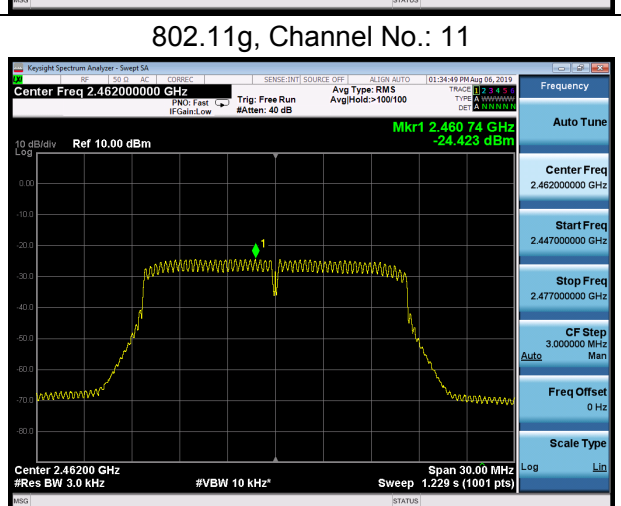 MSG STATUS
802.11g, Channel No.: 11
Keysight Spectrum Analyzer - Swept SA
LXI RF 50 Ω AC CORREC SENSE:INT SOURCE OFF ALIGN AUTO 01:34:49 PM Aug 06, 2019
Center Freq 2.462000000 GHz
PNO: Fast
IFGain:Low
Trig: Free Run
#Atten: 40 dB
Avg Type: RMS
Avg|Hold:>100/100
TRACE 1 2 3 4 5 6
TYPE A WWWWW
DET A N N N N N
Frequency
Auto Tune
Mkr1 2.460 74 GHz
-24.423 dBm
10 dB/div Ref 10.00 dBm
Log
0.00
-10.0
-20.0
-30.0
-40.0
-50.0
-60.0
-70.0
-80.0
1
Center Freq
2.462000000 GHz
Start Freq
2.447000000 GHz
Stop Freq
2.477000000 GHz
CF Step
3.000000 MHz
Auto Man
Freq Offset
0 Hz
Scale Type
Log Lin
Center 2.46200 GHz Span 30.00 MHz
#Res BW 3.0 kHz #VBW 10 kHz* Sweep 1.229 s (1001 pts)
MSG STATUS